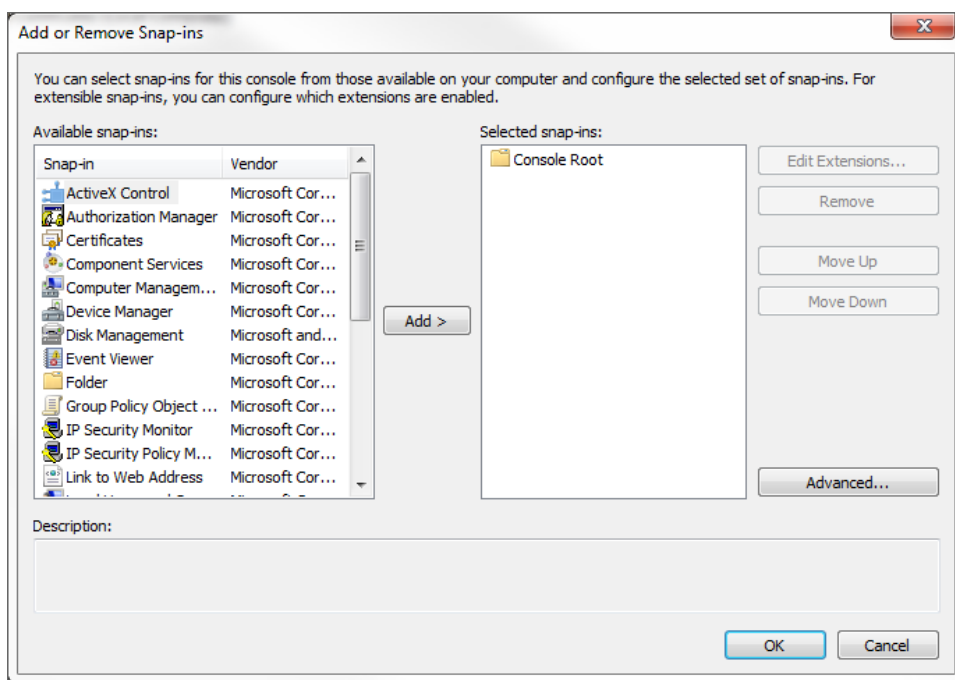 Add or Remove Snap-ins
You can select snap-ins for this console from those available on your computer and configure the selected set of snap-ins. For
extensible snap-ins, you can configure which extensions are enabled.
Available snap-ins:
Snap-in Vendor
ActiveX Control Microsoft Cor...
Authorization Manager Microsoft Cor...
Certificates Microsoft Cor...
Component Services Microsoft Cor...
Computer Managem... Microsoft Cor...
Device Manager Microsoft Cor...
Disk Management Microsoft and...
Event Viewer Microsoft Cor...
Folder Microsoft Cor...
Group Policy Object ... Microsoft Cor...
IP Security Monitor Microsoft Cor...
IP Security Policy M... Microsoft Cor...
Link to Web Address Microsoft Cor...
Add >
Selected snap-ins:
Console Root
Edit Extensions...
Remove
Move Up
Move Down
Advanced...
Description:
OK
Cancel